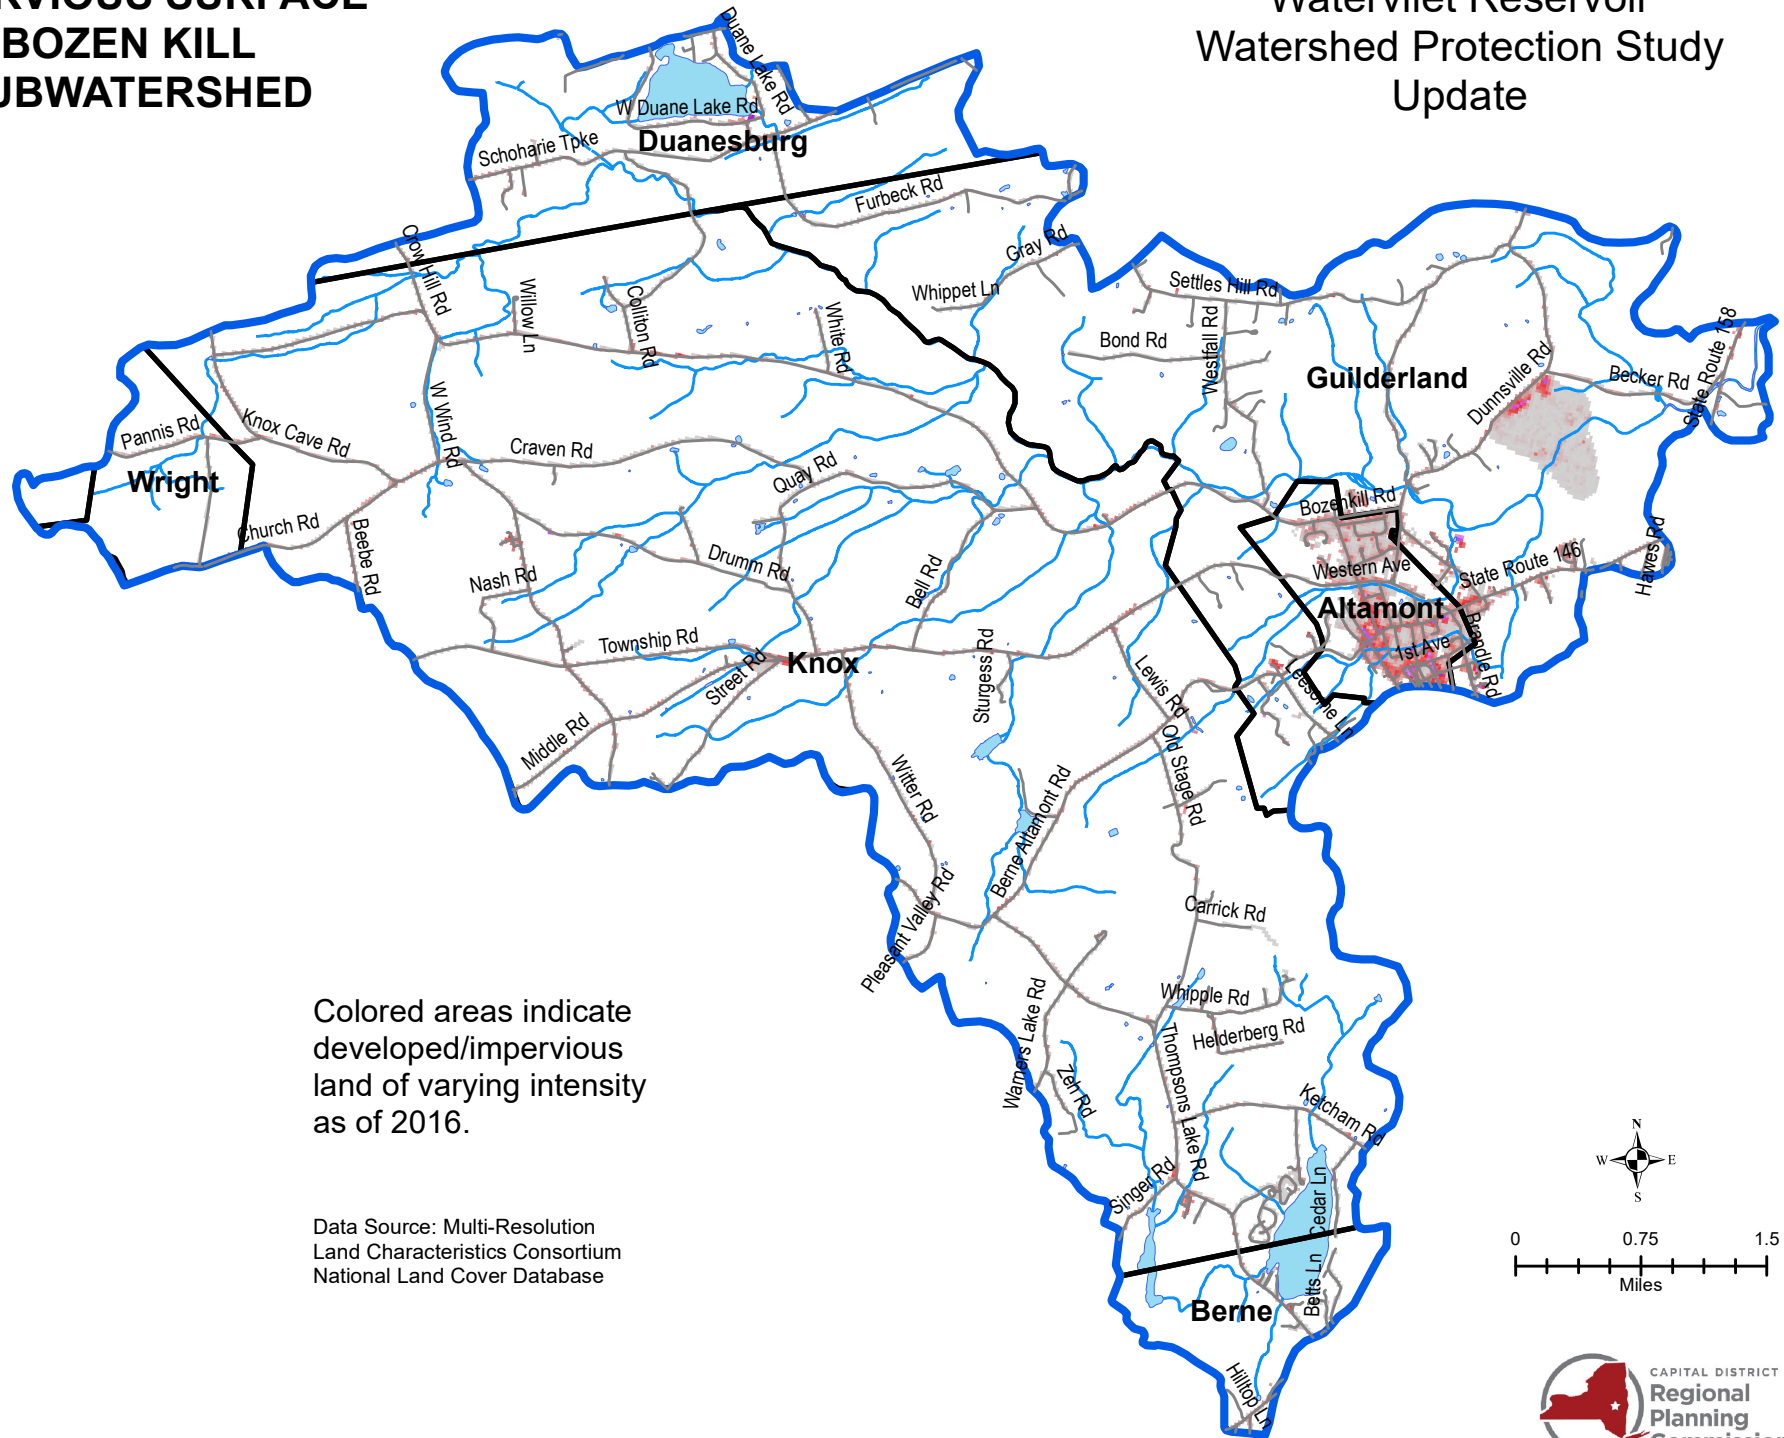 RVIOUS SURFACE
BOZEN KILL
UBWATERSHED
Watervliet Reservoir
Watershed Protection Study
Update
Duane Lake Rd
W Duane Lake Rd
Duanesburg
Schoharie Tpke
Furbeck Rd
Crow Hill Rd
Gray Rd
Whippet Ln
Willow Ln
Colliton Rd
White Rd
Settles Hill Rd
Bond Rd
Westfall Rd
Guilderland
Dunnsville Rd
Becker Rd
State Route 158
W Wind Rd
Pannis Rd
Knox Cave Rd
Craven Rd
Quay Rd
Wright
Church Rd
Beebe Rd
Nash Rd
Drumm Rd
Bell Rd
Bozenkill Rd
Western Ave
State Route 146
Hawes Rd
Altamont
1st Ave
Brandle Rd
Township Rd
Street Rd
Knox
Sturgess Rd
Lewis Rd
Leesome Ln
Middle Rd
Witter Rd
Old Stage Rd
Berne Altamont Rd
Pleasant Valley Rd
Carrick Rd
Whipple Rd
Helderberg Rd
Warners Lake Rd
Zeh Rd
Thompsons Lake Rd
Ketcham Rd
Singer Rd
Cedar Ln
Betts Ln
Berne
Hilltop Ln
Colored areas indicate
developed/impervious
land of varying intensity
as of 2016.
Data Source: Multi-Resolution
Land Characteristics Consortium
National Land Cover Database
N
W
E
S
0 0.75 1.5
Miles
CAPITAL DISTRICT
Regional
Planning
Commission